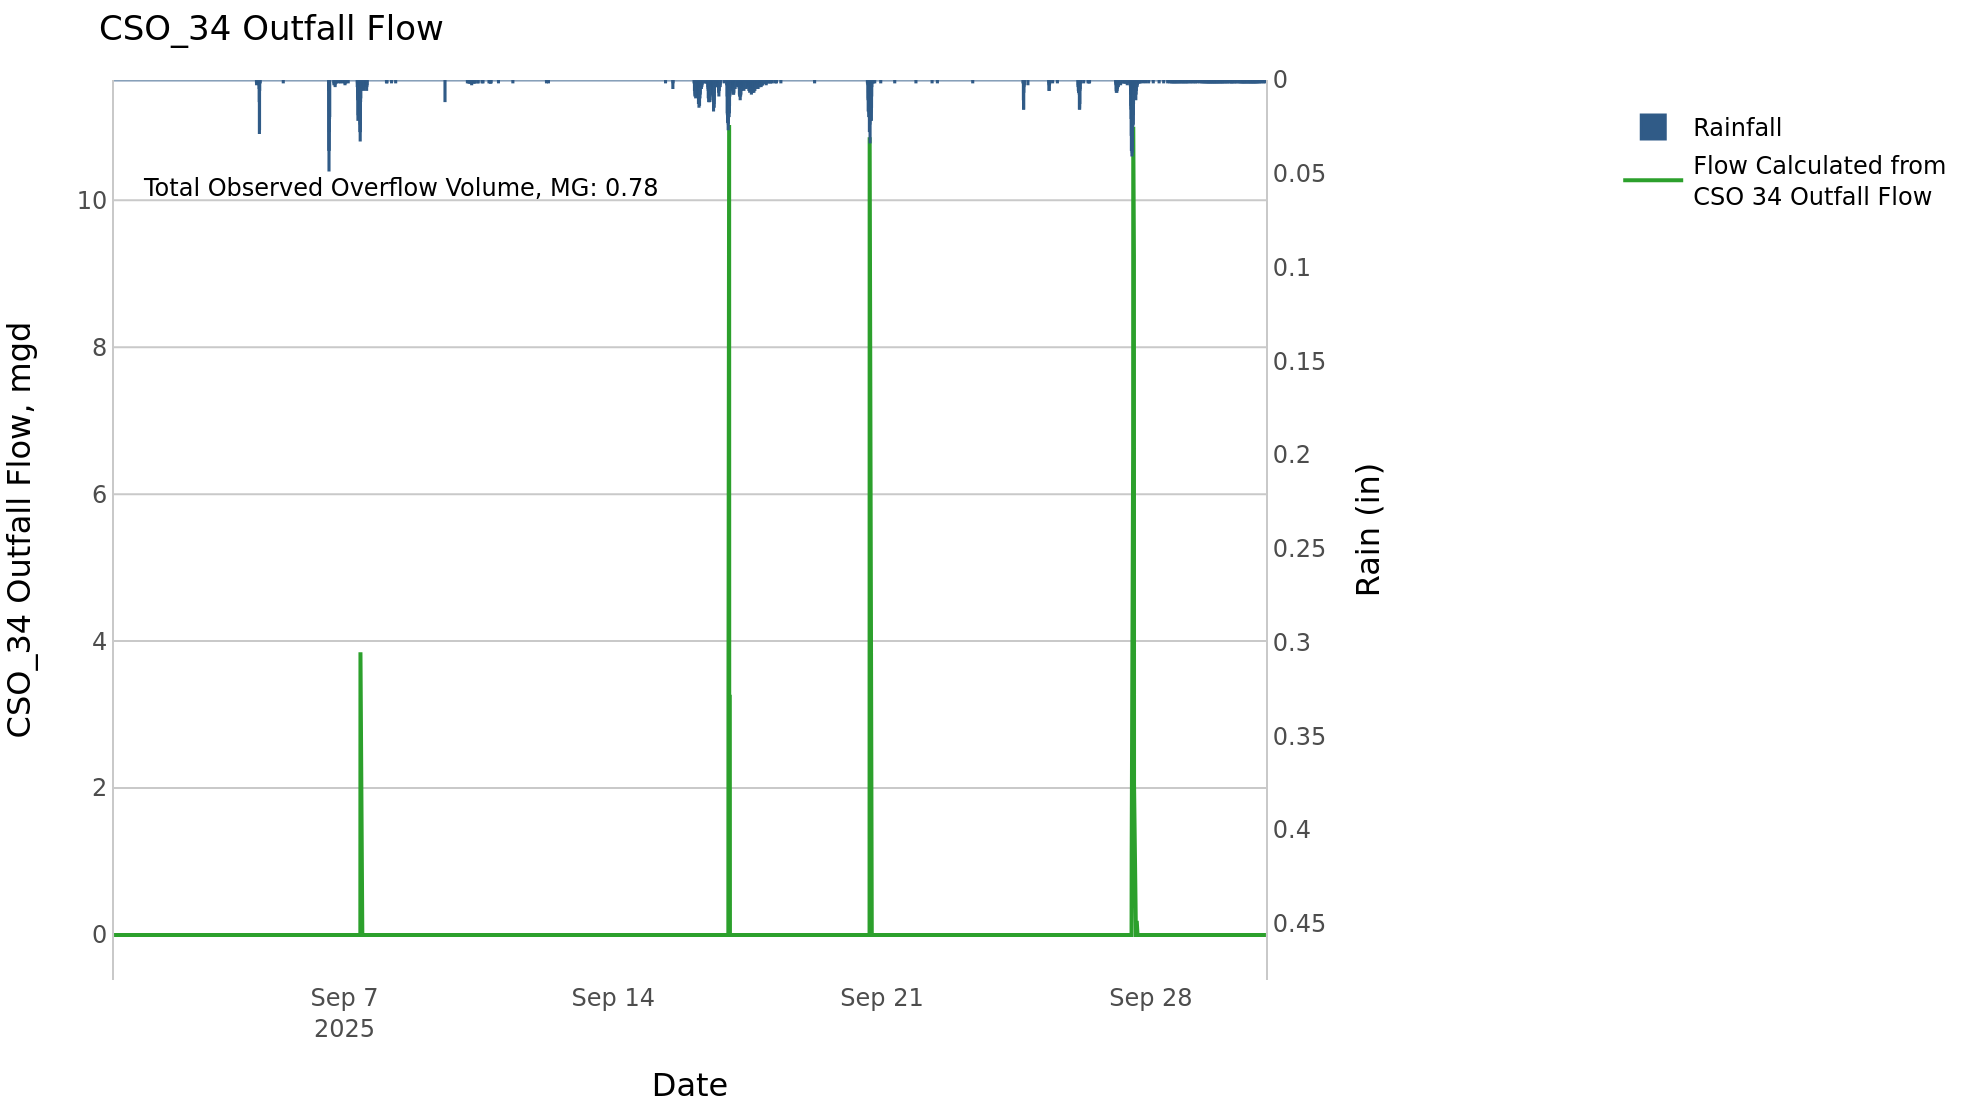 CSO_34 Outfall Flow
Total Observed Overflow Volume, MG: 0.78
CSO_34 Outfall Flow, mgd
10
8
6
4
2
0
0
0.05
0.1
0.15
0.2
0.25
0.3
0.35
0.4
0.45
Rain (in)
Sep 7
2025
Sep 14
Sep 21
Sep 28
Date
Rainfall
Flow Calculated from
CSO 34 Outfall Flow